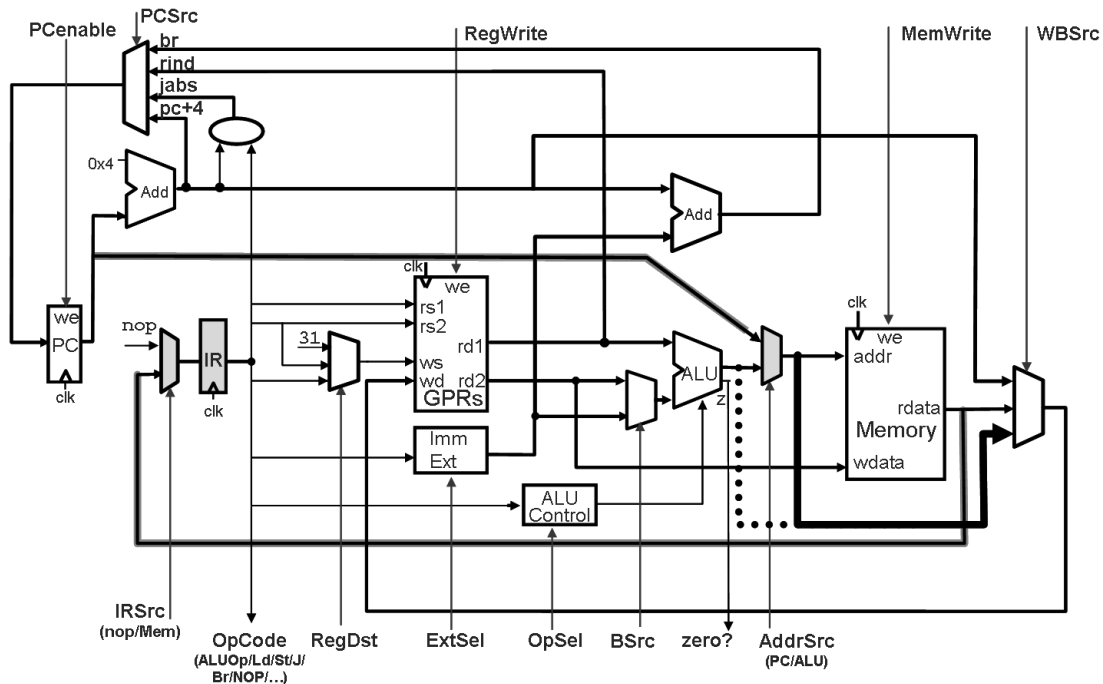 PCSrc
PCenable
RegWrite
MemWrite
WBSrc
br
rind
jabs
pc+4
0x4
Add
Add
clk
we
rs1
rs2
rd1
ws
wd
rd2
GPRs
31
we
PC
clk
nop
IR
clk
ALU
z
clk
we
addr
rdata
Memory
wdata
Imm
Ext
ALU
Control
IRSrc
(nop/Mem)
OpCode
(ALUOp/Ld/St/J/
Br/NOP/...)
RegDst
ExtSel
OpSel
BSrc
zero?
AddrSrc
(PC/ALU)